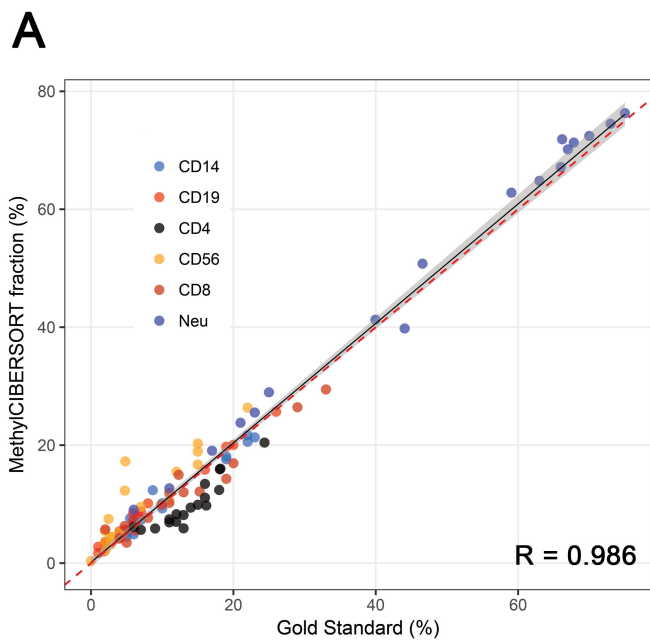 A
MethylCIBERSORT fraction (%)
80
60
40
20
0
CD14
CD19
CD4
CD56
CD8
Neu
R = 0.986
0 20 40 60
Gold Standard (%)